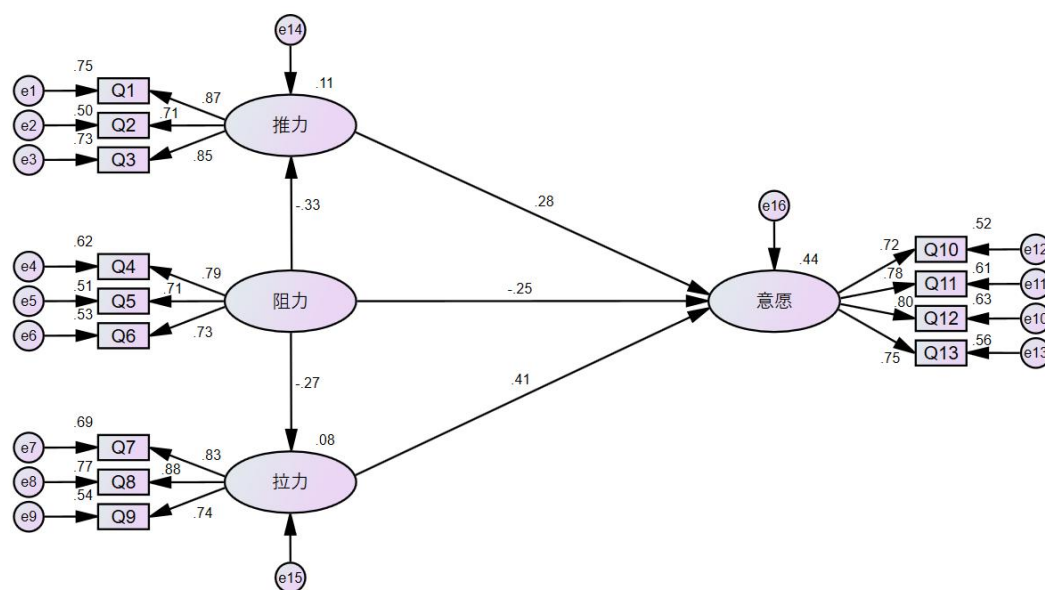 e14
.75
.11
e1
Q1
.87
.50
e2
Q2
.71
推力
.73
e3
Q3
.85
-.33
.28
e16
.62
.52
e4
Q4
.79
.72
Q10
e12
.44
.51
e5
Q5
.71
阻力
-.25
意愿
.78
Q11
.61
e11
.53
e6
Q6
.73
.80
Q12
.63
e10
.75
Q13
.56
e13
-.27
.41
.69
.08
e7
Q7
.83
.77
e8
Q8
.88
拉力
.54
e9
Q9
.74
e15